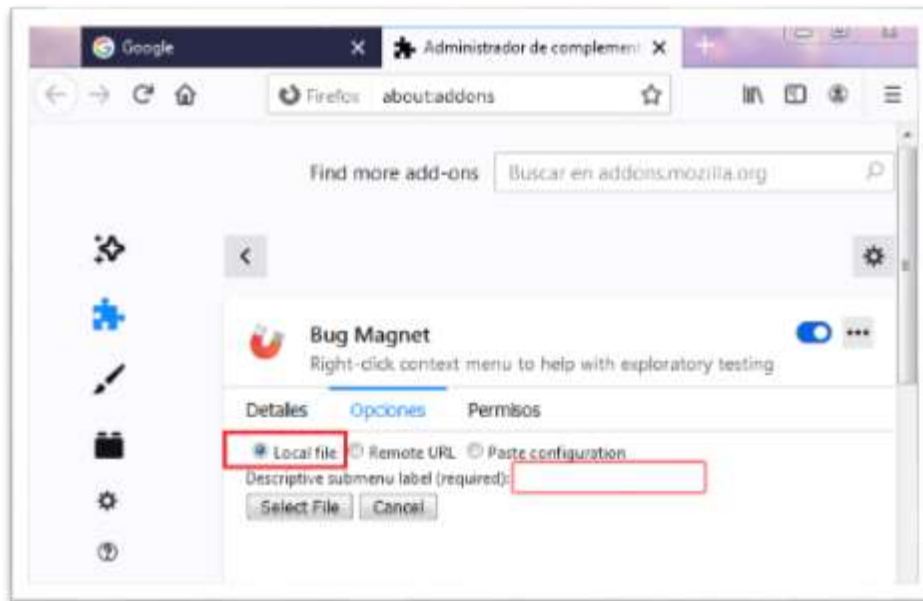 Google
Administrador de complement
Firefox about:addons
Find more add-ons Buscar en addons.mozilla.org
Bug Magnet
Right-click context menu to help with exploratory testing
Detalles Opciones Permisos
Local file Remote URL Paste configuration
Descriptive submenu label (required):
Select File Cancel